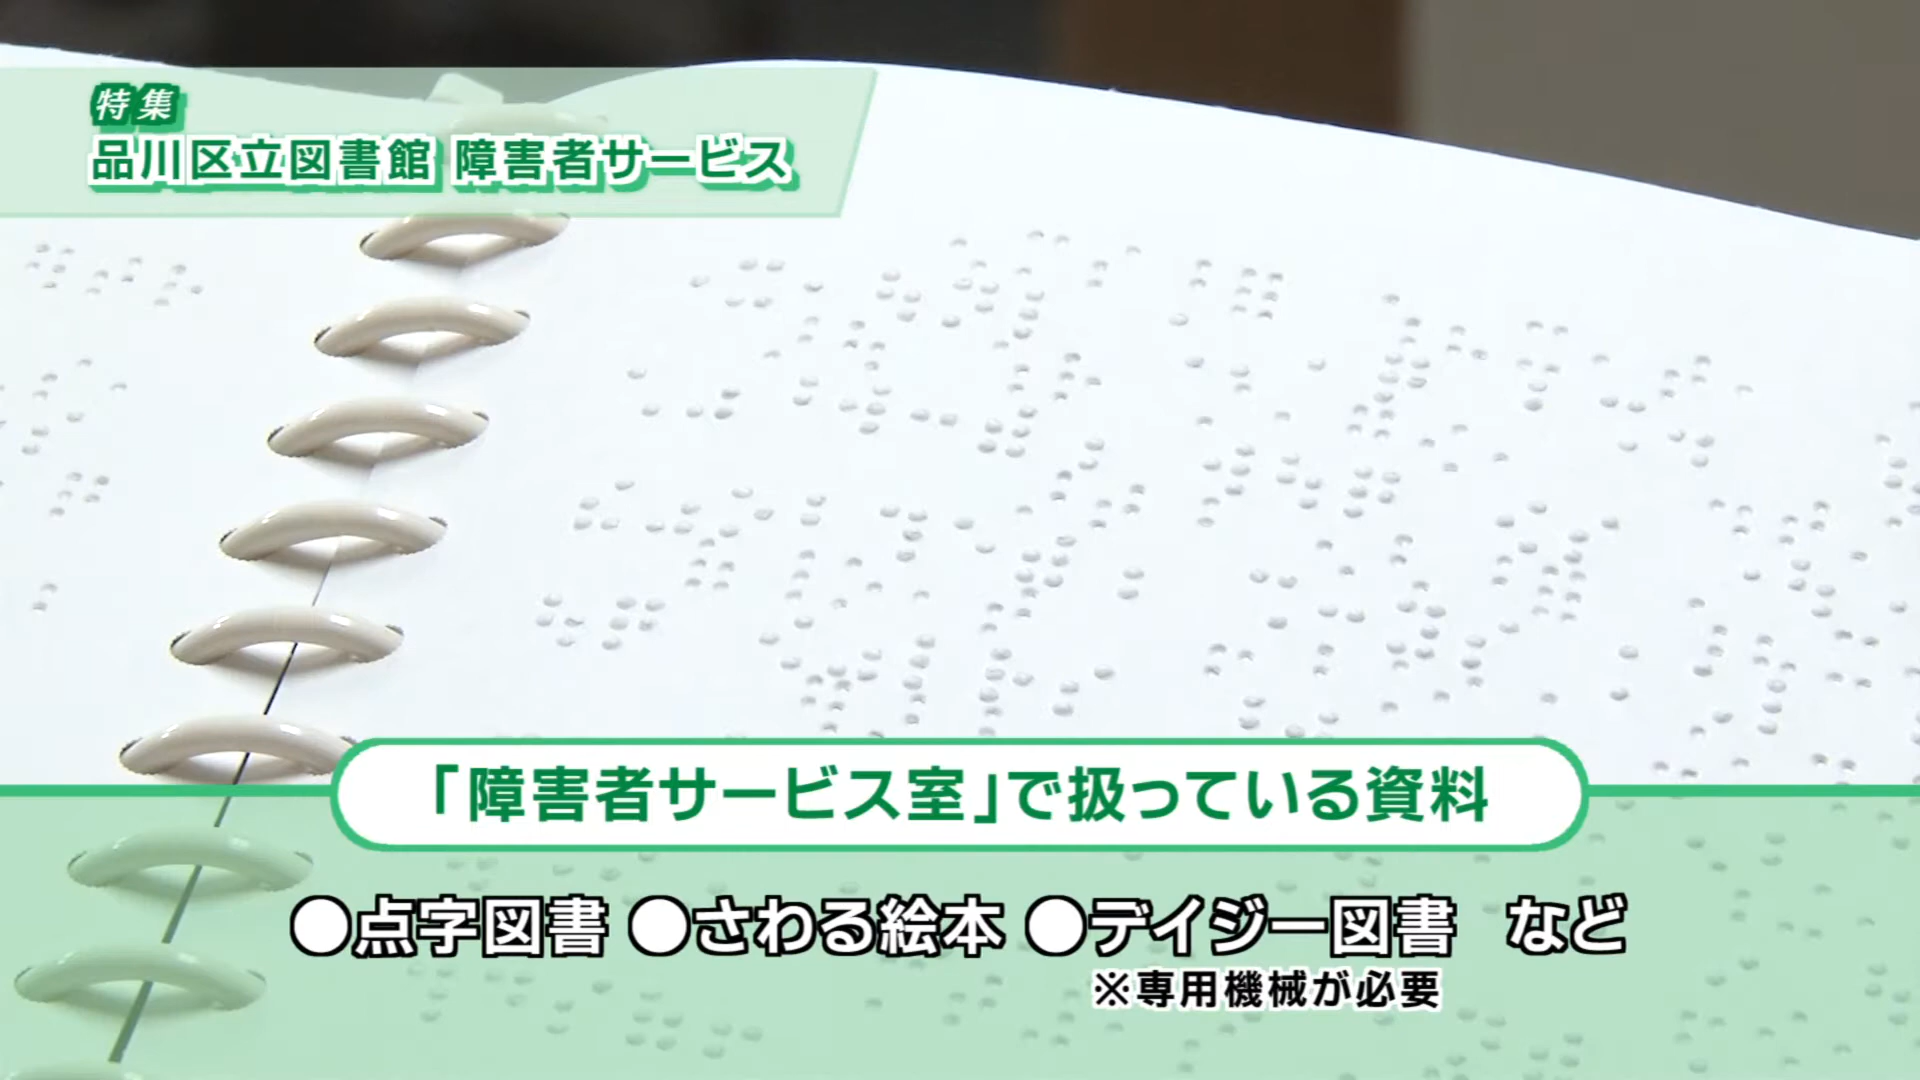 特集
品川区立図書館 障害者サービス
「障害者サービス室」で扱っている資料
●点字図書 ●さわる絵本 ●デイジー図書 など
※専用機械が必要